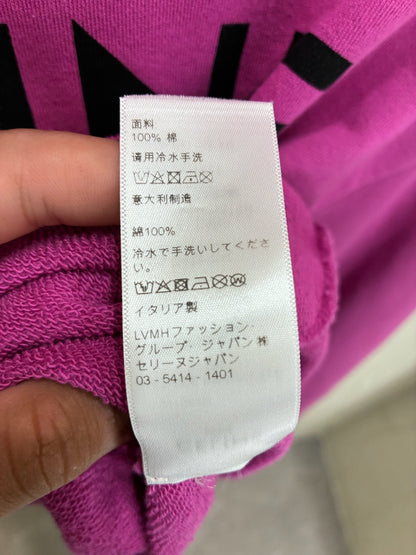 面料
100% 棉
请用冷水手洗
意大利制造
綿100%
冷水で手洗いしてくださ
い。
イタリア製
LVMHファッション・
グループ・ジャパン㈱
セリーヌジャパン
03-5414-1401